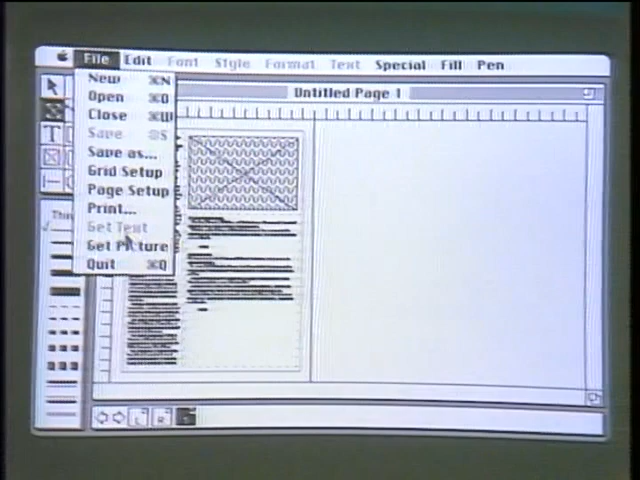 File Edit Font Style Format Text Special Fill Pen
Untitled Page 1
New ⌘N
Open ⌘O
Close ⌘W
Save ⌘S
Save as...
Grid Setup
Page Setup
Print...
Get Text
Get Picture
Quit ⌘Q
T
Thin
L
R